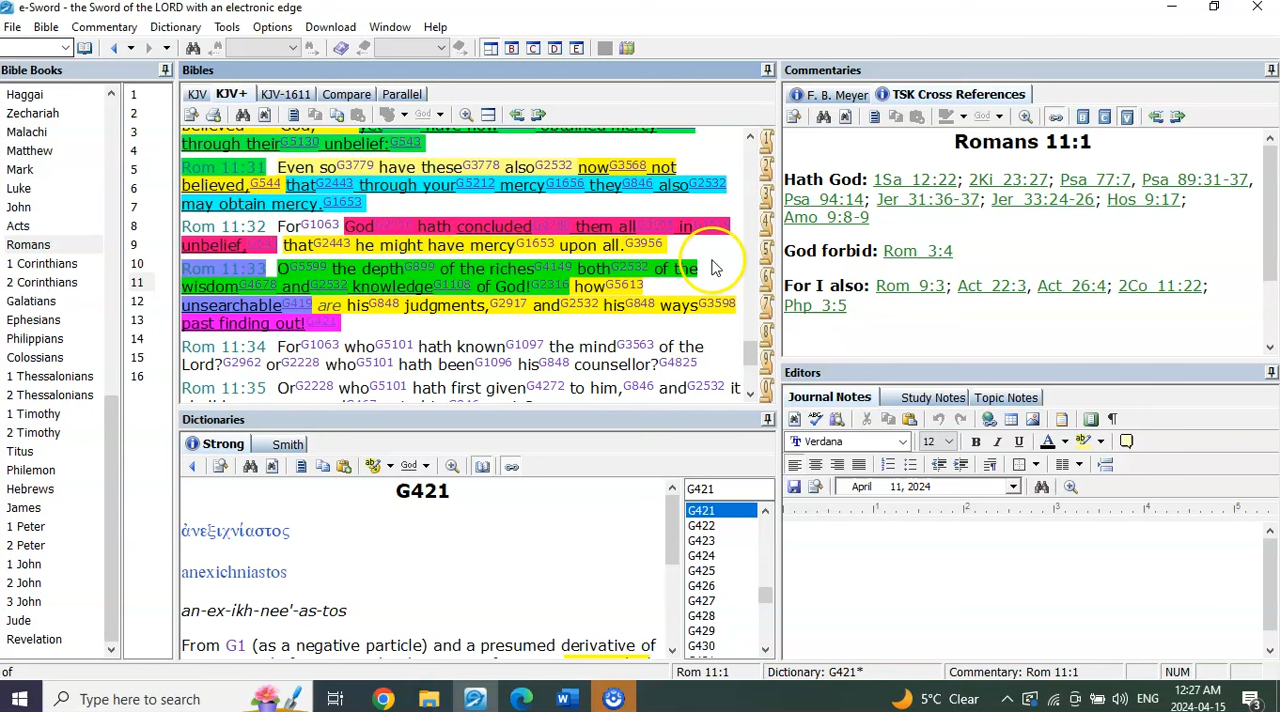 e-Sword - the Sword of the LORD with an electronic edge
File Bible Commentary Dictionary Tools Options Download Window Help
B C D E
Bible Books
Haggai
Zechariah
Malachi
Matthew
Mark
Luke
John
Acts
Romans
1 Corinthians
2 Corinthians
Galatians
Ephesians
Philippians
Colossians
1 Thessalonians
2 Thessalonians
1 Timothy
2 Timothy
Titus
Philemon
Hebrews
James
1 Peter
2 Peter
1 John
2 John
3 John
Jude
Revelation
1
2
3
4
5
6
7
8
9
10
11
12
13
14
15
16
Bibles
KJV KJV+ KJV-1611 Compare Parallel
God
through their G5130 unbelief: G543
Rom 11:31 Even so G3779 have these G3778 also G2532 now G3568 not
believed, G544 that G2443 through your G5212 mercy G1656 they G846 also G2532
may obtain mercy. G1653
Rom 11:32 For G1063 God hath concluded them all in
unbelief, that G2443 he might have mercy G1653 upon all. G3956
Rom 11:33 O G5599 the depth G899 of the riches G4149 both G2532 of the
wisdom G4678 and G2532 knowledge G1108 of God! G2316 how G5613
unsearchable G419 are his G848 judgments, G2917 and G2532 his G848 ways G3598
past finding out! G421
Rom 11:34 For G1063 who G5101 hath known G1097 the mind G3563 of the
Lord? G2962 or G2228 who G5101 hath been G1096 his G848 counsellor? G4825
Rom 11:35 Or G2228 who G5101 hath first given G4272 to him, G846 and G2532 it
Dictionaries
Strong Smith
God
G421
ἀνεξιχνίαστος
anexichniastos
an-ex-ikh-nee'-as-tos
From G1 (as a negative particle) and a presumed derivative of
G421
G421
G422
G423
G424
G425
G426
G427
G428
G429
G430
Commentaries
F. B. Meyer TSK Cross References
God
Romans 11:1
Hath God: 1Sa 12:22; 2Ki 23:27; Psa 77:7, Psa 89:31-37,
Psa 94:14; Jer 31:36-37, Jer 33:24-26; Hos 9:17;
Amo 9:8-9
God forbid: Rom 3:4
For I also: Rom 9:3; Act 22:3, Act 26:4; 2Co 11:22;
Php 3:5
Editors
Journal Notes Study Notes Topic Notes
Verdana 12 B I U A
April 11, 2024
1 2 3 4 5
of Rom 11:1 Dictionary: G421* Commentary: Rom 11:1 NUM
Type here to search 5°C Clear ENG 12:27 AM
2024-04-15 3